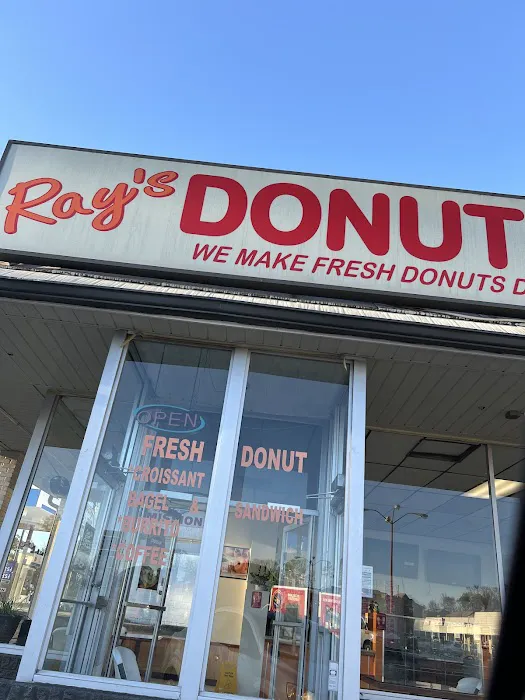 Ray's DONUT
WE MAKE FRESH DONUTS D
OPEN
FRESH DONUT
CROISSANT
BAGEL & SANDWICH
COFFEE